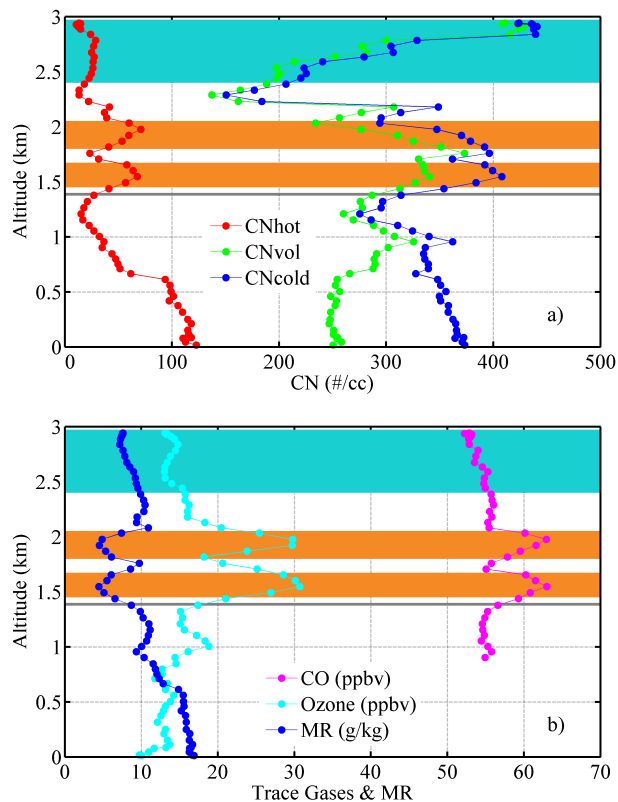 3
2.5
2
1.5
1
0.5
0
Altitude (km)
CNhot
CNvol
CNcold
a)
0 100 200 300 400 500
CN (#/cc)
3
2.5
2
1.5
1
0.5
0
Altitude (km)
CO (ppbv)
Ozone (ppbv)
MR (g/kg)
b)
0 10 20 30 40 50 60 70
Trace Gases & MR